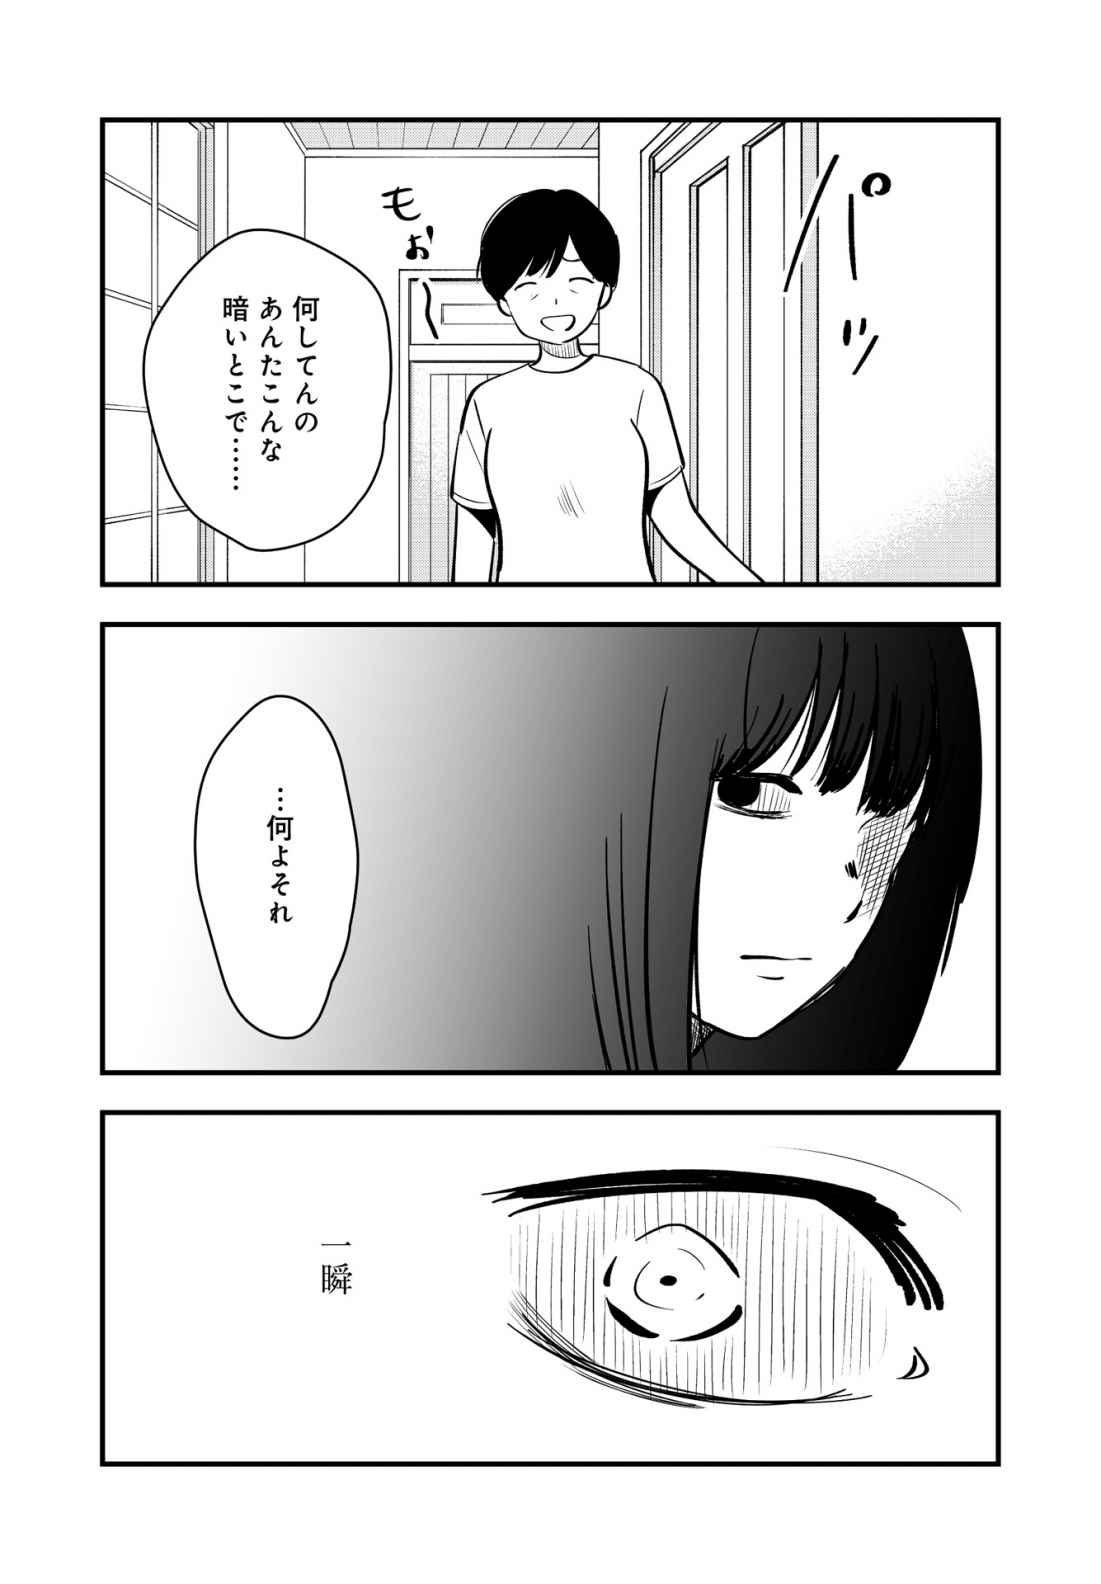 パーッ
もぉ〜
何してんの
あんたこんな
暗いとこで……
…何よそれ
一瞬